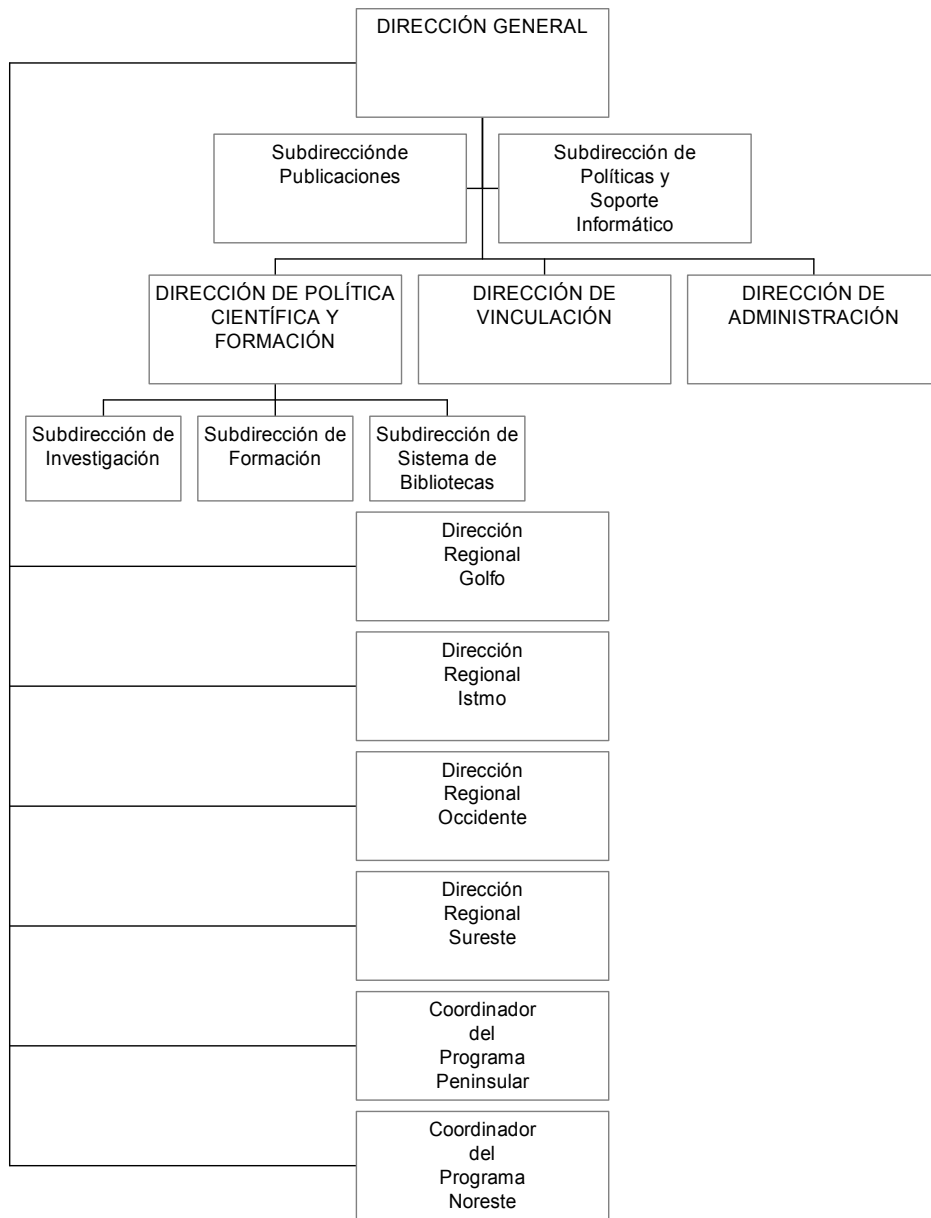 DIRECCIÓN GENERAL
Subdirecciónde
Publicaciones
Subdirección de
Políticas y
Soporte
Informático
DIRECCIÓN DE POLÍTICA
CIENTÍFICA Y
FORMACIÓN
DIRECCIÓN DE
VINCULACIÓN
DIRECCIÓN DE
ADMINISTRACIÓN
Subdirección de
Investigación
Subdirección de
Formación
Subdirección de
Sistema de
Bibliotecas
Dirección
Regional
Golfo
Dirección
Regional
Istmo
Dirección
Regional
Occidente
Dirección
Regional
Sureste
Coordinador
del
Programa
Peninsular
Coordinador
del
Programa
Noreste